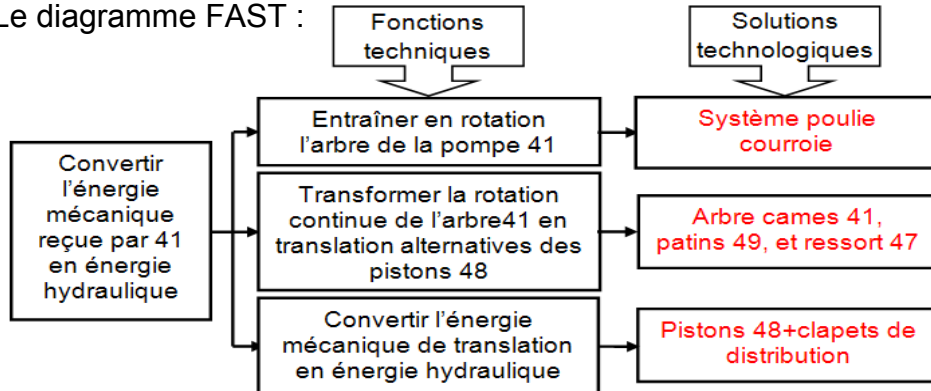 Le diagramme FAST :
Fonctions
techniques
Solutions
technologiques
Convertir
l'énergie
mécanique
reçue par 41
en énergie
hydraulique
Entraîner en rotation
l'arbre de la pompe 41
Système poulie
courroie
Transformer la rotation
continue de l'arbre41 en
translation alternatives des
pistons 48
Arbre cames 41,
patins 49, et ressort 47
Convertir l'énergie
mécanique de translation
en énergie hydraulique
Pistons 48+clapets de
distribution